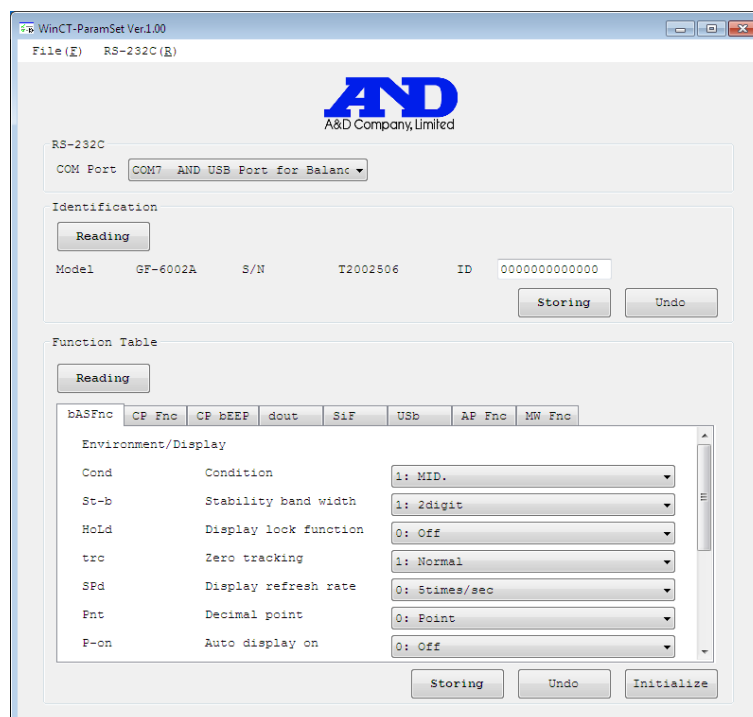 WinCT-ParamSet Ver.1.00
File(F) RS-232C(R)
AND
A&D Company, Limited
RS-232C
COM Port COM7 AND USB Port for Balanc
Identification
Reading
Model GF-6002A S/N T2002506 ID 0000000000000
Storing Undo
Function Table
Reading
bASFnc CP Fnc CP bEEP dout SiF USb AP Fnc MW Fnc
Environment/Display
Cond Condition 1: MID.
St-b Stability band width 1: 2digit
HoLd Display lock function 0: Off
trc Zero tracking 1: Normal
SPd Display refresh rate 0: 5times/sec
Pnt Decimal point 0: Point
P-on Auto display on 0: Off
Storing Undo Initialize